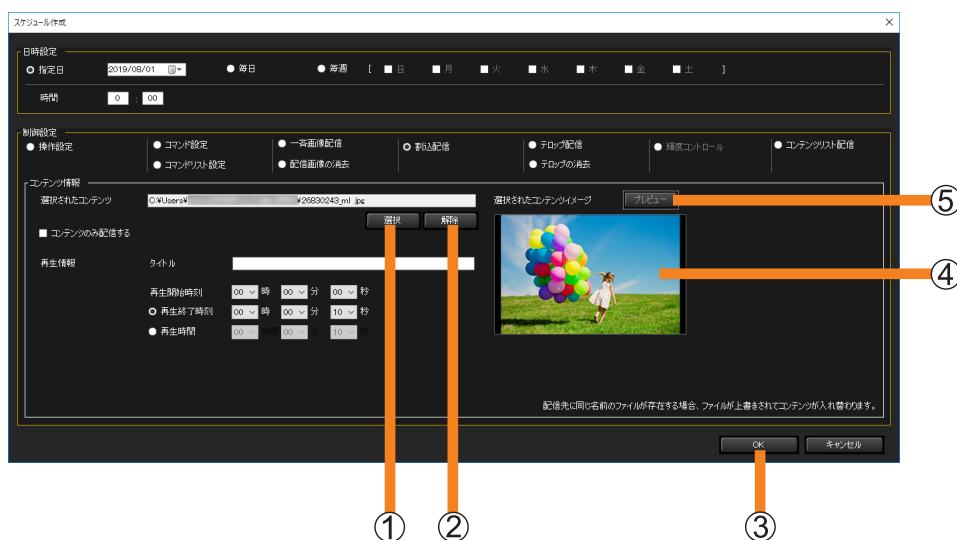 スケジュール作成
日時設定
指定日 2019/08/01 毎日 毎週 [ 日 月 火 水 木 金 土 ]
時間 0 : 00
制御設定
操作設定 コマンド設定 一斉画像配信 割込配信 テロップ配信 輝度コントロール コンテンツリスト配信
コマンドリスト設定 配信画像の消去 テロップの消去
コンテンツ情報
選択されたコンテンツ C:¥Users¥ ¥26830243_ml .jpg 選択されたコンテンツイメージ プレビュー ⑤
選択 解除
コンテンツのみ配信する
再生情報 タイトル
④
再生開始時刻 00 時 00 分 00 秒
再生終了時刻 00 時 00 分 10 秒
再生時間 00 時間 00 分 10 秒
配信先に同じ名前のファイルが存在する場合、ファイルが上書きされてコンテンツが入れ替わります。
OK キャンセル
① ② ③